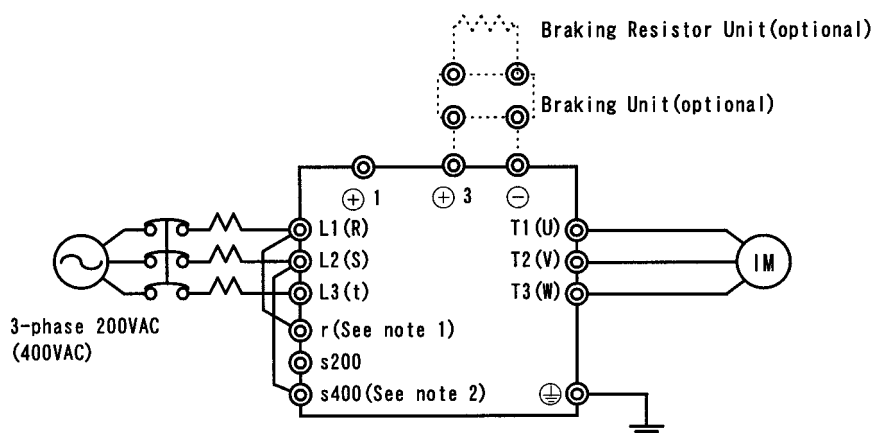 Braking Resistor Unit(optional)
Braking Unit(optional)
⊕ 1
⊕ 3
⊖
L1(R)
T1(U)
L2(S)
T2(V)
IM
L3(t)
T3(W)
3-phase 200VAC
(400VAC)
r(See note 1)
s200
s400(See note 2)